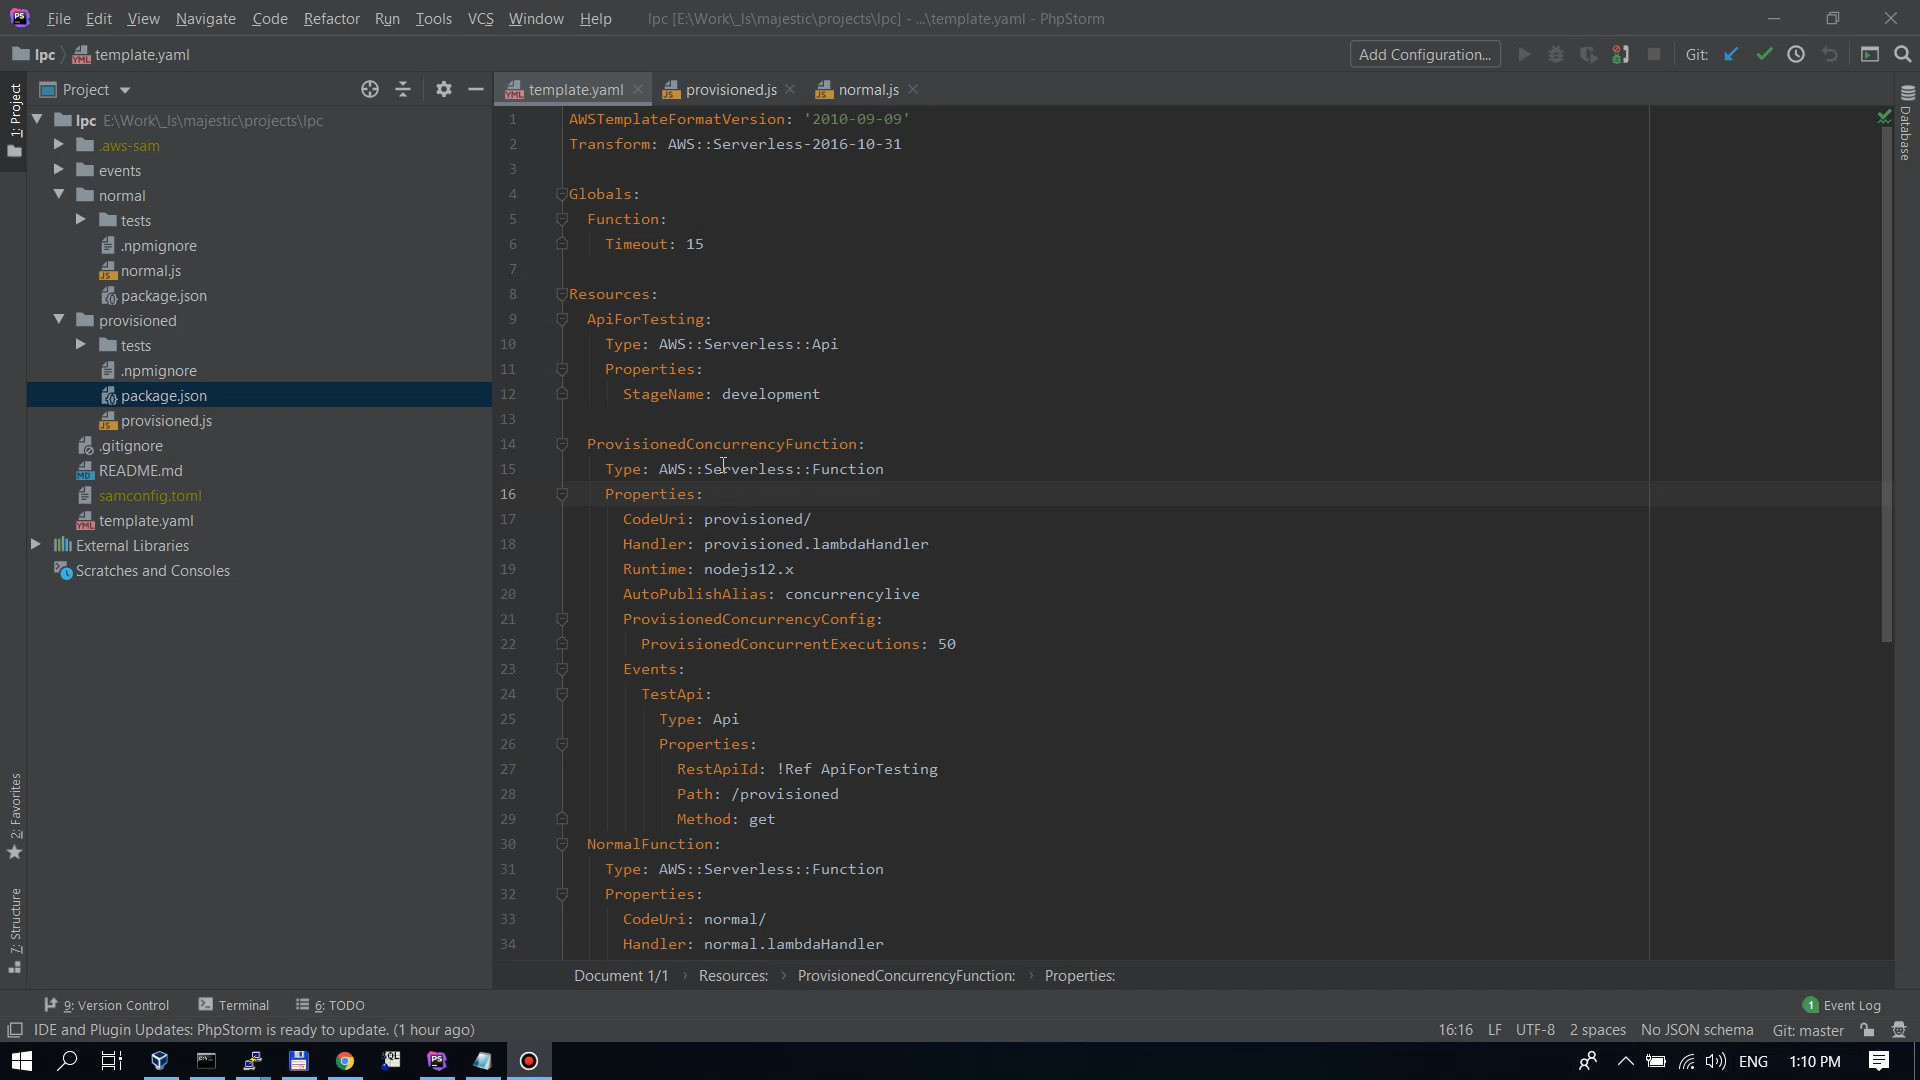 File Edit View Navigate Code Refactor Run Tools VCS Window Help lpc [E:\Work\_ls\majestic\projects\lpc] - ...\template.yaml - PhpStorm
lpc template.yaml Add Configuration... Git:
1: Project
Project
template.yaml provisioned.js normal.js
Database
lpc E:\Work\_ls\majestic\projects\lpc
.aws-sam
events
normal
tests
.npmignore
normal.js
package.json
provisioned
tests
.npmignore
package.json
provisioned.js
.gitignore
README.md
samconfig.toml
template.yaml
External Libraries
Scratches and Consoles
2: Favorites
7: Structure
1 AWSTemplateFormatVersion: '2010-09-09'
2 Transform: AWS::Serverless-2016-10-31
3
4 Globals:
5 Function:
6 Timeout: 15
7
8 Resources:
9 ApiForTesting:
10 Type: AWS::Serverless::Api
11 Properties:
12 StageName: development
13
14 ProvisionedConcurrencyFunction:
15 Type: AWS::Serverless::Function
16 Properties:
17 CodeUri: provisioned/
18 Handler: provisioned.lambdaHandler
19 Runtime: nodejs12.x
20 AutoPublishAlias: concurrencylive
21 ProvisionedConcurrencyConfig:
22 ProvisionedConcurrentExecutions: 50
23 Events:
24 TestApi:
25 Type: Api
26 Properties:
27 RestApiId: !Ref ApiForTesting
28 Path: /provisioned
29 Method: get
30 NormalFunction:
31 Type: AWS::Serverless::Function
32 Properties:
33 CodeUri: normal/
34 Handler: normal.lambdaHandler
Document 1/1 › Resources: › ProvisionedConcurrencyFunction: › Properties:
9: Version Control Terminal 6: TODO 1 Event Log
IDE and Plugin Updates: PhpStorm is ready to update. (1 hour ago) 16:16 LF UTF-8 2 spaces No JSON schema Git: master
ENG 1:10 PM